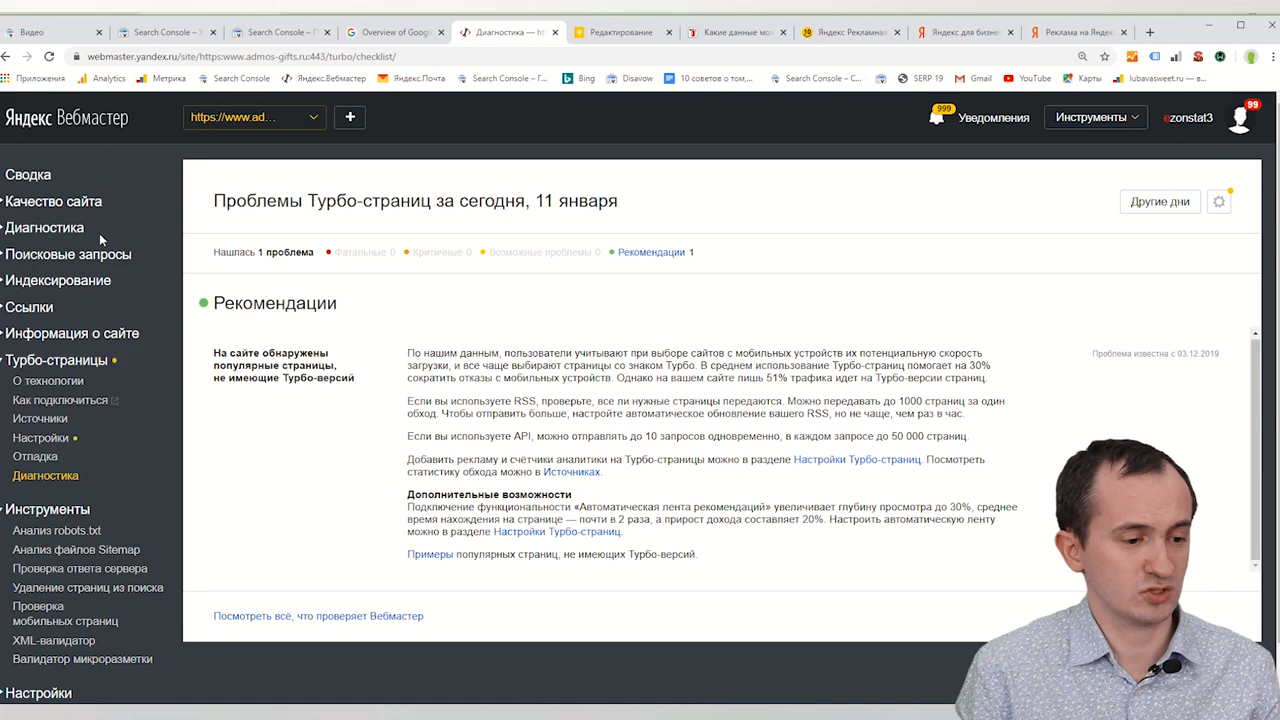 Видео
Search Console – У
Search Console – П
Overview of Googl
Диагностика — ht
Редактирование
Какие данные мо
Яндекс Рекламная
Яндекс для бизнес
Реклама на Яндек
webmaster.yandex.ru/site/https:www.admos-gifts.ru:443/turbo/checklist/
Приложения
Analytics
Метрика
Search Console
Яндекс.Вебмастер
Яндекс.Почта
Search Console – Г...
Bing
Disavow
10 советов о том,...
Search Console – С...
SERP 19
Gmail
YouTube
Карты
lubavasweet.ru — в...
Яндекс Вебмастер
https://www.ad...
+
999
Уведомления
Инструменты
ezonstat3
99
Сводка
Качество сайта
Диагностика
Поисковые запросы
Индексирование
Ссылки
Информация о сайте
Турбо-страницы
О технологии
Как подключиться
Источники
Настройки
Отладка
Диагностика
Инструменты
Анализ robots.txt
Анализ файлов Sitemap
Проверка ответа сервера
Удаление страниц из поиска
Проверка
мобильных страниц
XML-валидатор
Валидатор микроразметки
Настройки
Проблемы Турбо-страниц за сегодня, 11 января
Другие дни
Нашлась 1 проблема
Фатальные 0
Критичные 0
Возможные проблемы 0
Рекомендации 1
Рекомендации
На сайте обнаружены
популярные страницы,
не имеющие Турбо-версий
По нашим данным, пользователи учитывают при выборе сайтов с мобильных устройств их потенциальную скорость
загрузки, и все чаще выбирают страницы со знаком Турбо. В среднем использование Турбо-страниц помогает на 30%
сократить отказы с мобильных устройств. Однако на вашем сайте лишь 51% трафика идет на Турбо-версии страниц.
Если вы используете RSS, проверьте, все ли нужные страницы передаются. Можно передавать до 1000 страниц за один
обход. Чтобы отправить больше, настройте автоматическое обновление вашего RSS, но не чаще, чем раз в час.
Если вы используете API, можно отправлять до 10 запросов одновременно, в каждом запросе до 50 000 страниц.
Добавить рекламу и счётчики аналитики на Турбо-страницы можно в разделе Настройки Турбо-страниц. Посмотреть
статистику обхода можно в Источниках.
Дополнительные возможности
Подключение функциональности «Автоматическая лента рекомендаций» увеличивает глубину просмотра до 30%, среднее
время нахождения на странице — почти в 2 раза, а прирост дохода составляет 20%. Настроить автоматическую ленту
можно в разделе Настройки Турбо-страниц.
Примеры популярных страниц, не имеющих Турбо-версий.
Проблема известна с 03.12.2019
Посмотреть всё, что проверяет Вебмастер